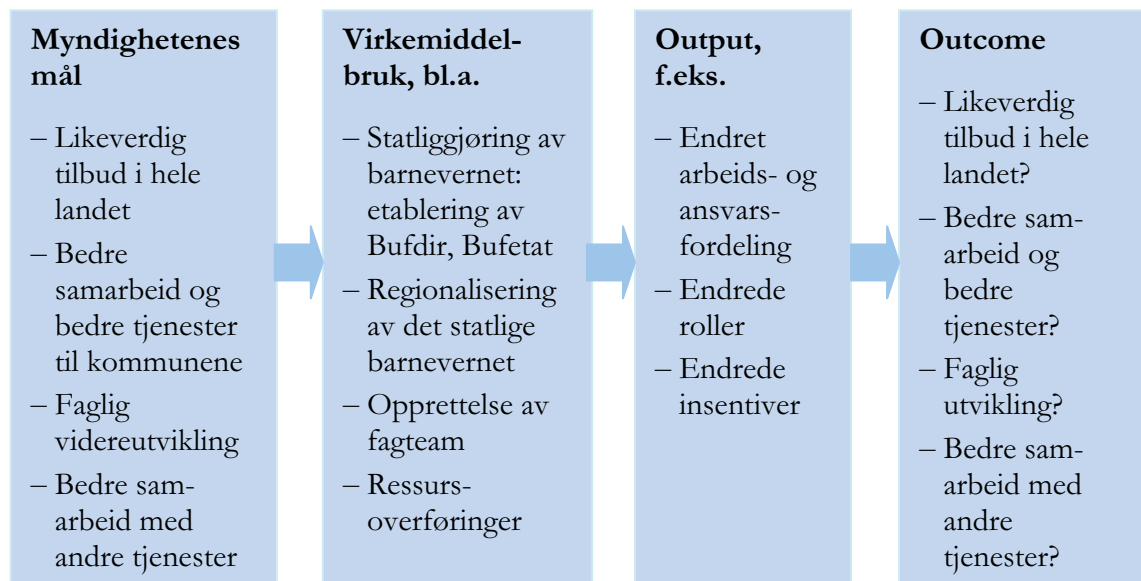 Myndighetenes
mål
– Likeverdig
tilbud i hele
landet
– Bedre
samarbeid og
bedre tjenester
til kommunene
– Faglig
videreutvikling
– Bedre sam-
arbeid med
andre tjenester
Virkemiddel-
bruk, bl.a.
– Statliggjøring av
barnevernet:
etablering av
Bufdir, Bufetat
– Regionalisering
av det statlige
barnevernet
– Opprettelse av
fagteam
– Ressurs-
overføringer
Output,
f.eks.
– Endret
arbeids- og
ansvars-
fordeling
– Endrede
roller
– Endrede
insentiver
Outcome
– Likeverdig
tilbud i hele
landet?
– Bedre sam-
arbeid og
bedre
tjenester?
– Faglig
utvikling?
– Bedre sam-
arbeid med
andre
tjenester?